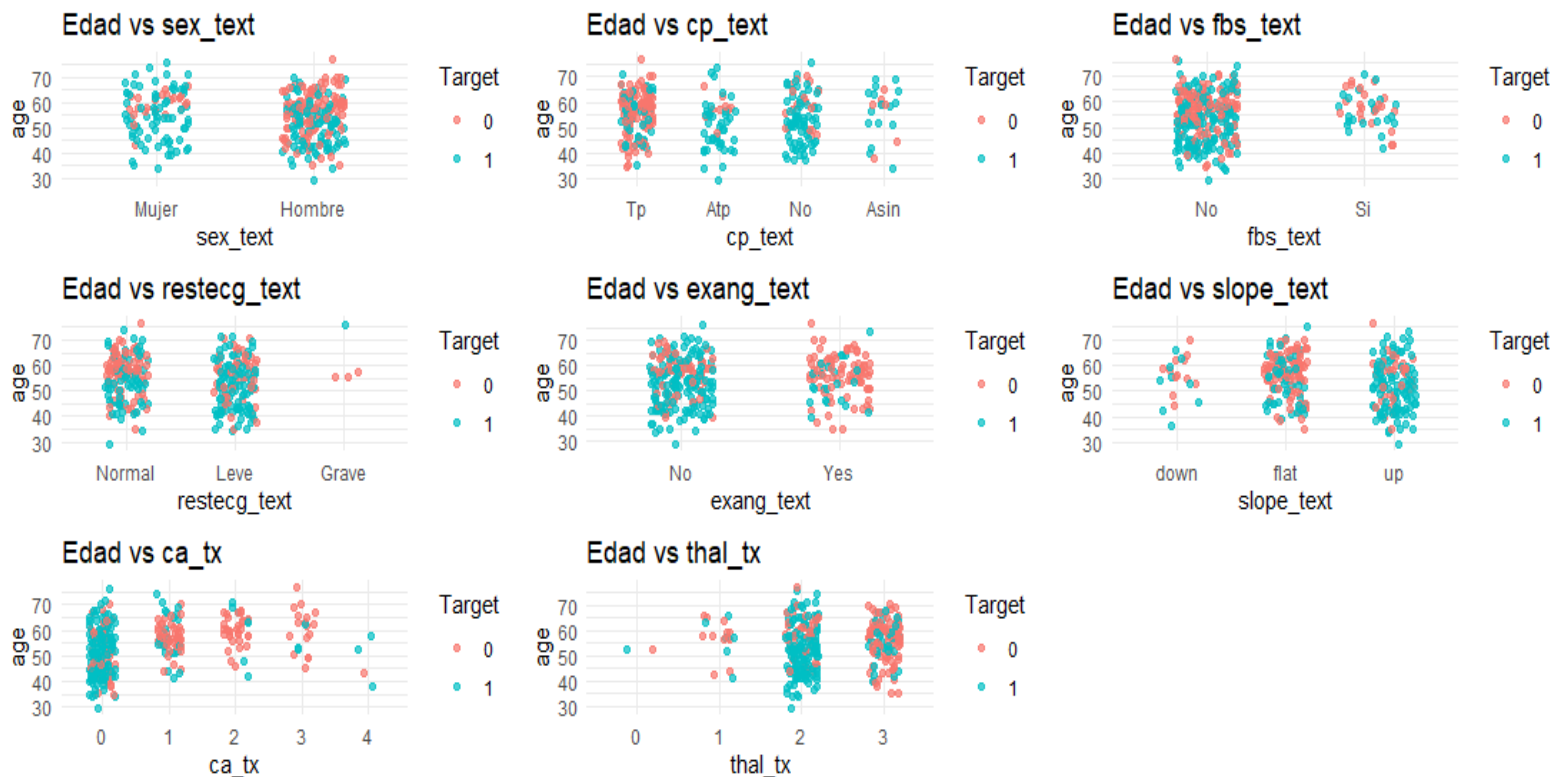 Edad vs sex_text
70
60
50
40
30
age
Mujer Hombre
sex_text
Target
0
1
Edad vs cp_text
70
60
50
40
30
age
Tp Atp No Asin
cp_text
Target
0
1
Edad vs fbs_text
70
60
50
40
30
age
No Si
fbs_text
Target
0
1
Edad vs restecg_text
70
60
50
40
30
age
Normal Leve Grave
restecg_text
Target
0
1
Edad vs exang_text
70
60
50
40
30
age
No Yes
exang_text
Target
0
1
Edad vs slope_text
70
60
50
40
30
age
down flat up
slope_text
Target
0
1
Edad vs ca_tx
70
60
50
40
30
age
0 1 2 3 4
ca_tx
Target
0
1
Edad vs thal_tx
70
60
50
40
30
age
0 1 2 3
thal_tx
Target
0
1